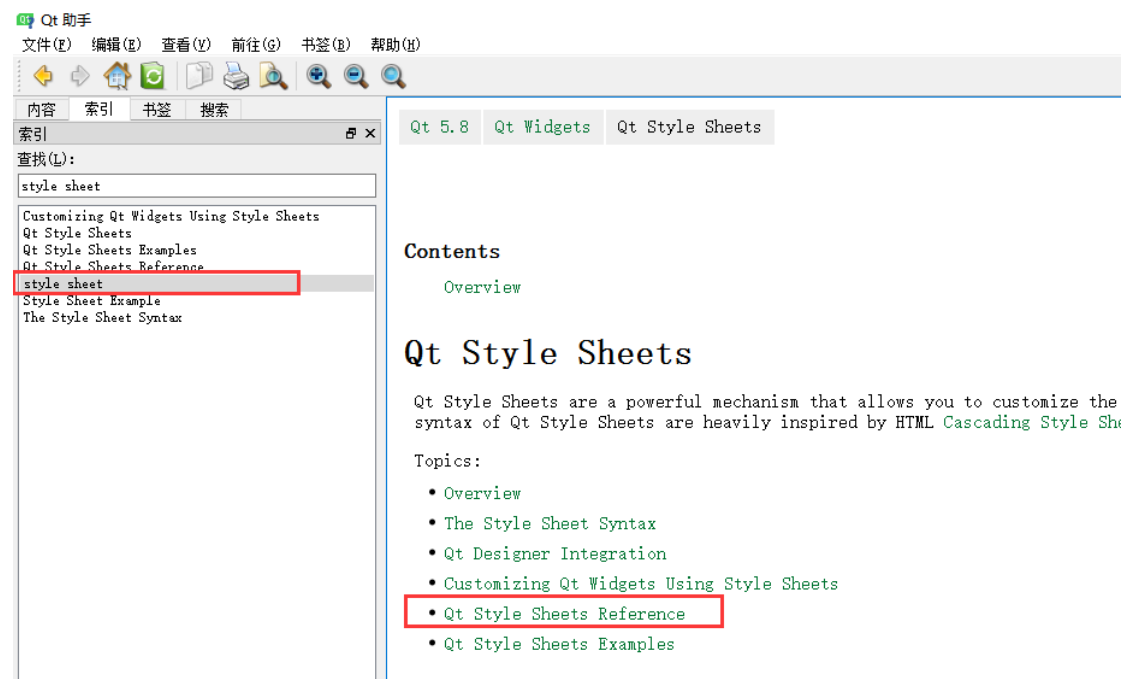 Qt 助手
文件(F) 编辑(E) 查看(V) 前往(G) 书签(B) 帮助(H)
内容 索引 书签 搜索
索引
查找(L):
style sheet
Customizing Qt Widgets Using Style Sheets
Qt Style Sheets
Qt Style Sheets Examples
Qt Style Sheets Reference
style sheet
Style Sheet Example
The Style Sheet Syntax
Qt 5.8 Qt Widgets Qt Style Sheets
Contents
Overview
Qt Style Sheets
Qt Style Sheets are a powerful mechanism that allows you to customize the
syntax of Qt Style Sheets are heavily inspired by HTML Cascading Style She
Topics:
• Overview
• The Style Sheet Syntax
• Qt Designer Integration
• Customizing Qt Widgets Using Style Sheets
• Qt Style Sheets Reference
• Qt Style Sheets Examples